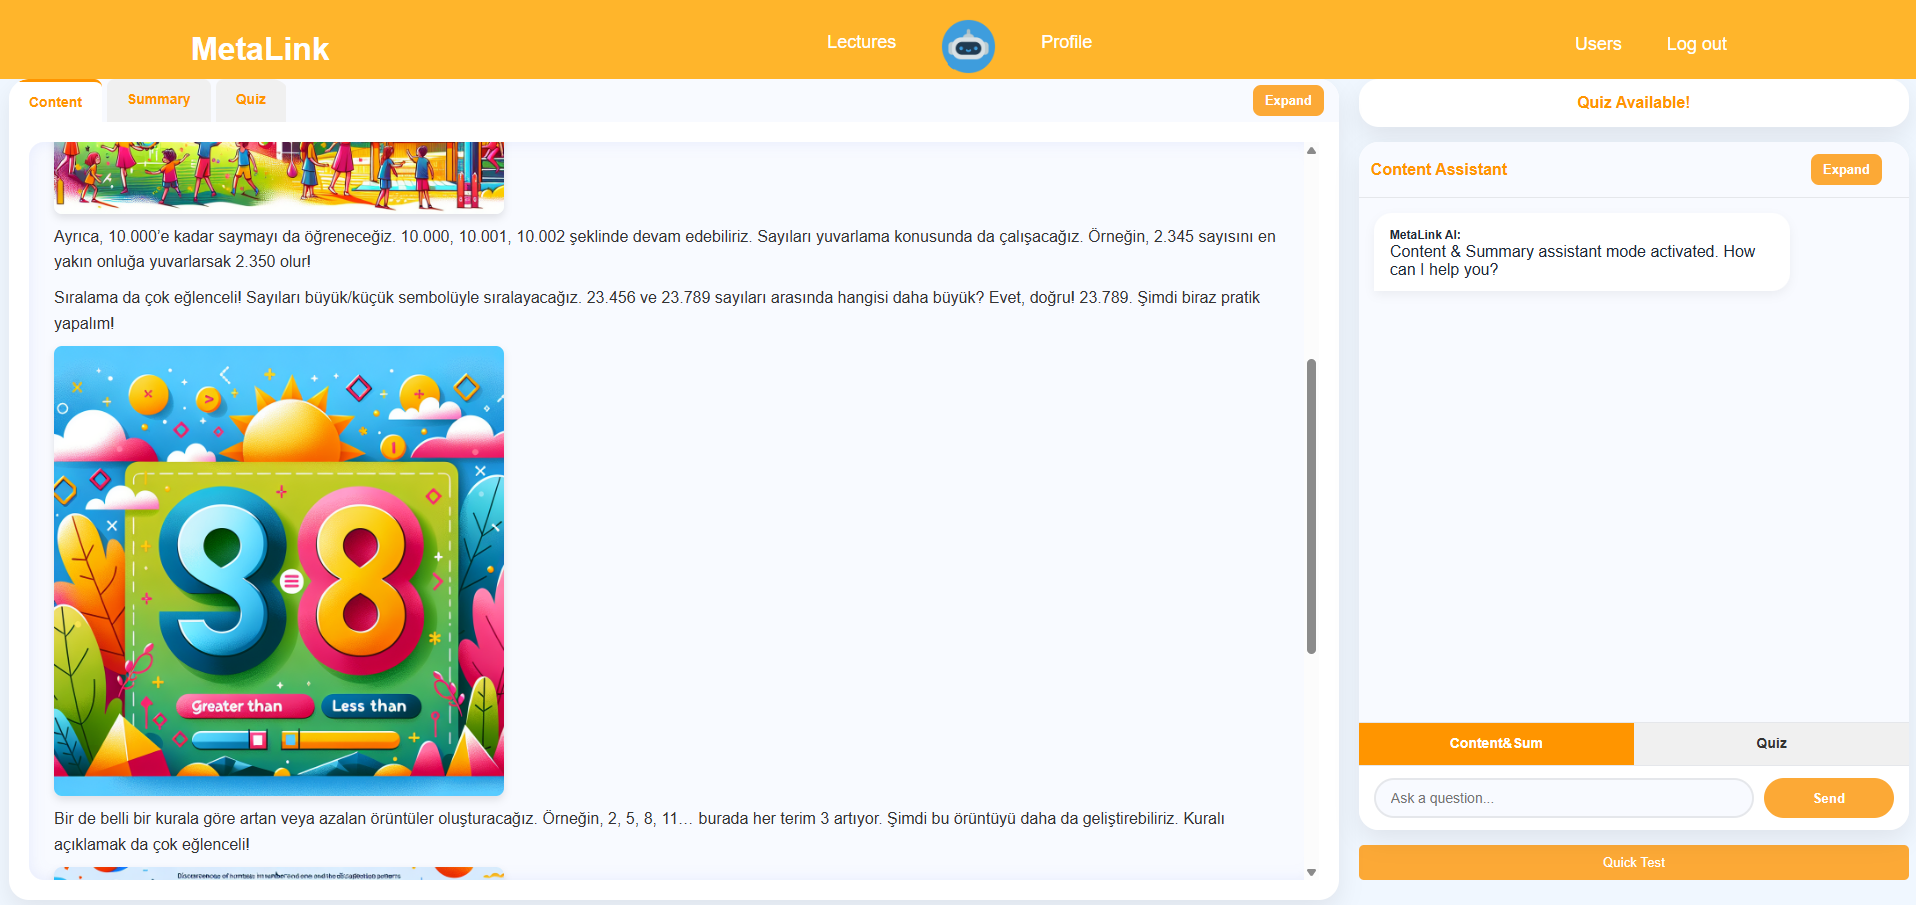 MetaLink
Lectures
Profile
Users
Log out
Content
Summary
Quiz
Expand
Ayrıca, 10.000’e kadar saymayı da öğreneceğiz. 10.000, 10.001, 10.002 şeklinde devam edebiliriz. Sayıları yuvarlama konusunda da çalışacağız. Örneğin, 2.345 sayısını en
yakın onluğa yuvarlarsak 2.350 olur!
Sıralama da çok eğlenceli! Sayıları büyük/küçük sembolüyle sıralayacağız. 23.456 ve 23.789 sayıları arasında hangisi daha büyük? Evet, doğru! 23.789. Şimdi biraz pratik
yapalım!
98
Greater than
Less than
Bir de belli bir kurala göre artan veya azalan örüntüler oluşturacağız. Örneğin, 2, 5, 8, 11… burada her terim 3 artıyor. Şimdi bu örüntüyü daha da geliştirebiliriz. Kuralı
açıklamak da çok eğlenceli!
Quiz Available!
Content Assistant
Expand
MetaLink AI:
Content & Summary assistant mode activated. How
can I help you?
Content&Sum
Quiz
Ask a question...
Send
Quick Test